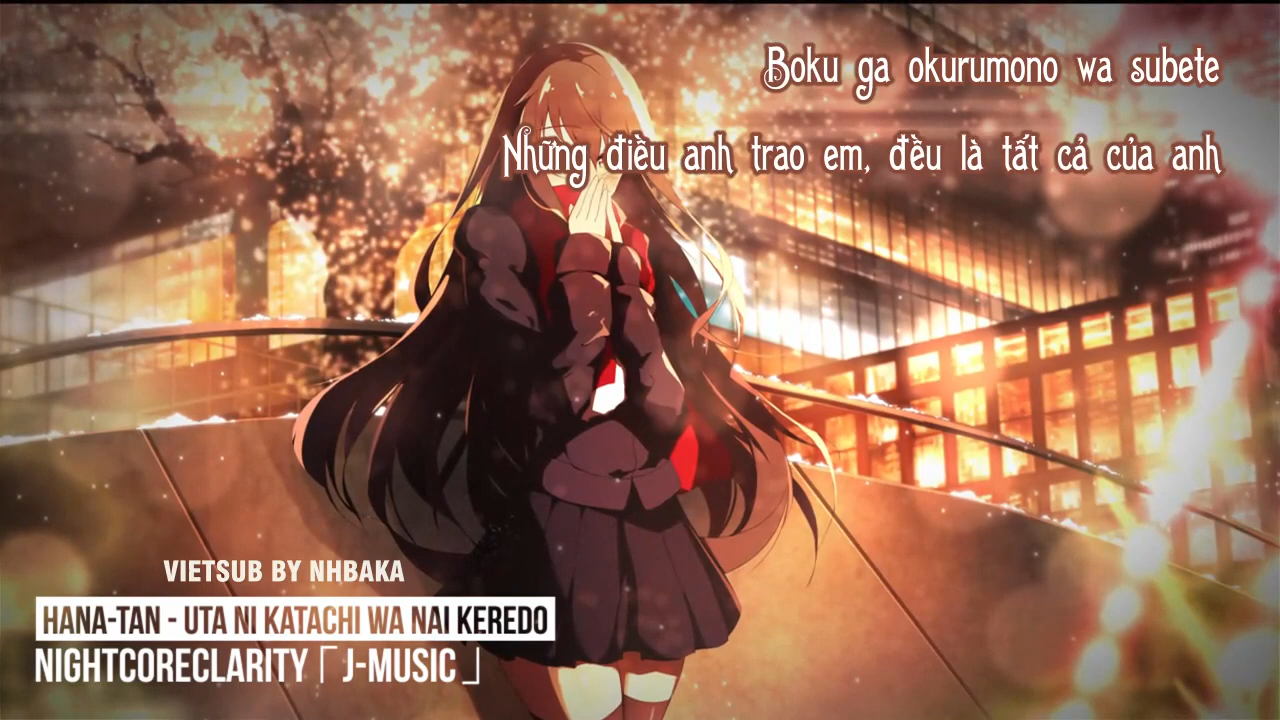 Boku ga okurumono wa subete
Những điều anh trao em, đều là tất cả của anh
VIETSUB BY NHBAKA
HANA-TAN - UTA NI KATACHI WA NAI KEREDO
NIGHTCORECLARITY「J-MUSIC」